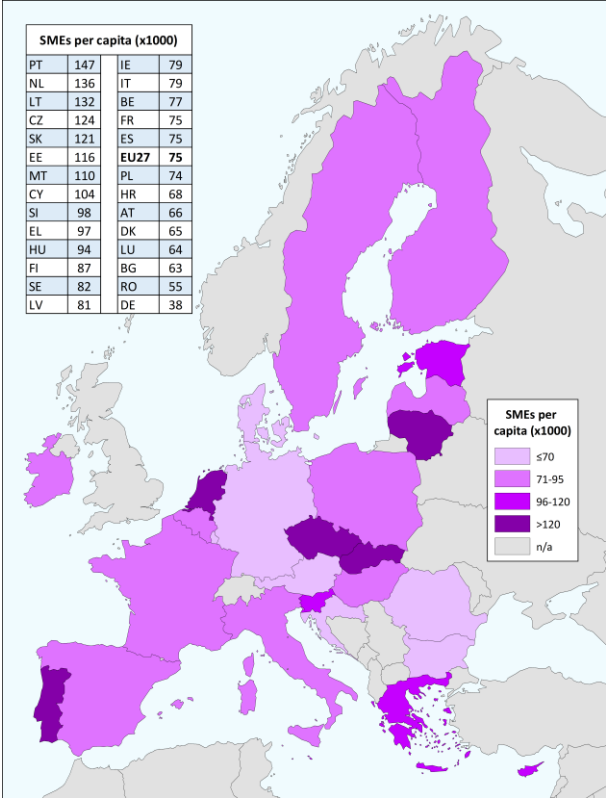 SMEs per capita (x1000)
PT 147 IE 79
NL 136 IT 79
LT 132 BE 77
CZ 124 FR 75
SK 121 ES 75
EE 116 EU27 75
MT 110 PL 74
CY 104 HR 68
SI 98 AT 66
EL 97 DK 65
HU 94 LU 64
FI 87 BG 63
SE 82 RO 55
LV 81 DE 38
SMEs per
capita (x1000)
≤70
71-95
96-120
>120
n/a